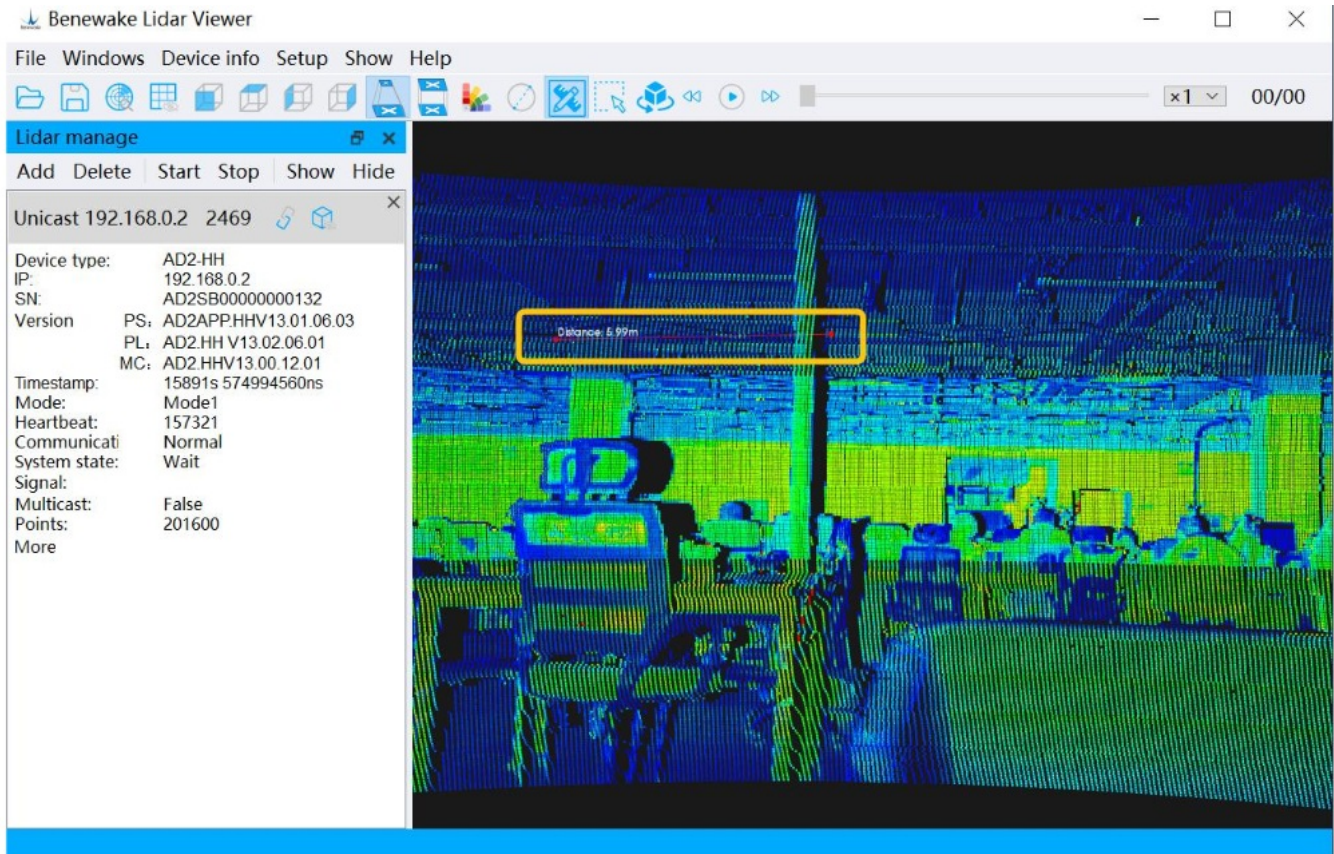 Benewake Lidar Viewer
File Windows Device info Setup Show Help
×1 00/00
Lidar manage
Add Delete Start Stop Show Hide
Unicast 192.168.0.2 2469
Device type: AD2-HH
IP: 192.168.0.2
SN: AD2SB00000000132
Version PS: AD2APP.HHV13.01.06.03
PL: AD2.HH V13.02.06.01
MC: AD2.HHV13.00.12.01
Timestamp: 15891s 574994560ns
Mode: Mode1
Heartbeat: 157321
Communicati Normal
System state: Wait
Signal:
Multicast: False
Points: 201600
More
Distance: 5.99m